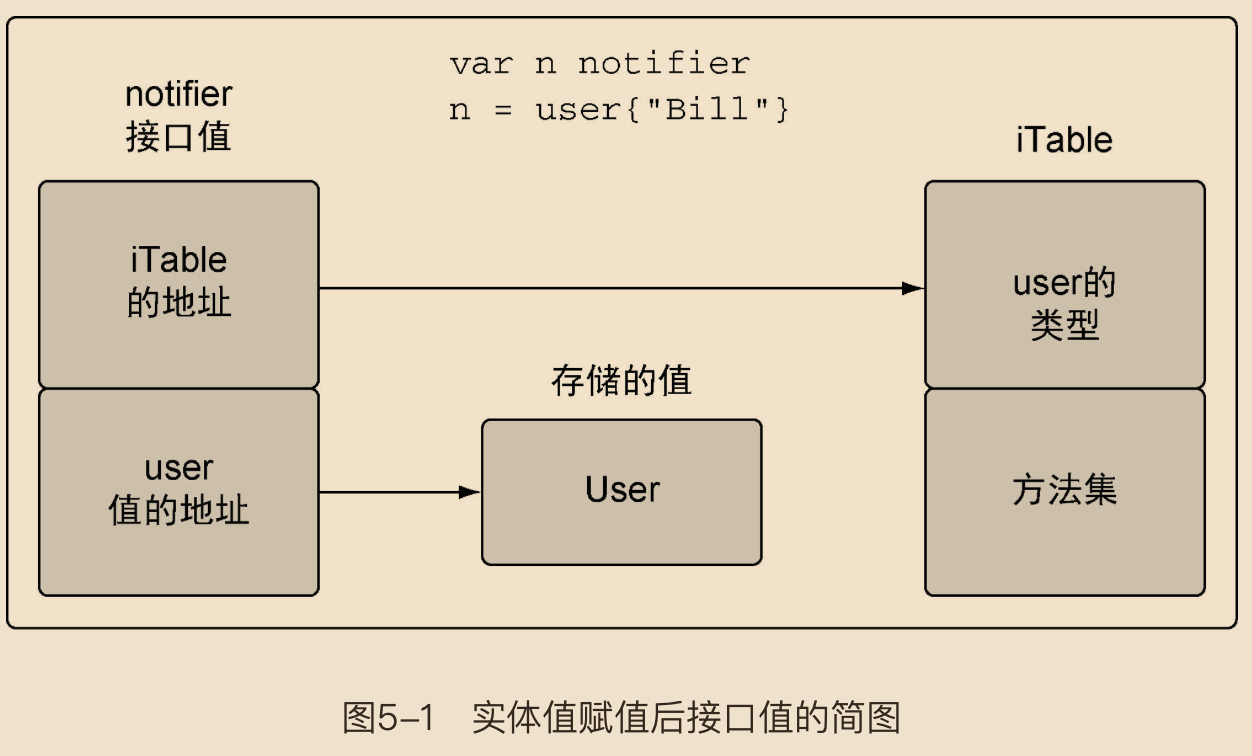 var n notifier
n = user{"Bill"}
notifier
接口值
iTable
iTable
的地址
user的
类型
存储的值
user
值的地址
User
方法集
图5–1 实体值赋值后接口值的简图